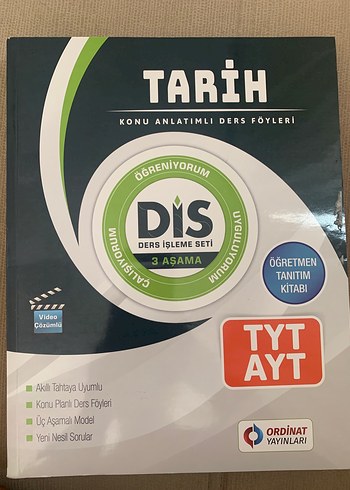 TARİH
KONU ANLATIMLI DERS FÖYLERİ
ÖĞRENİYORUM
UYGULUYORUM
ÇALIŞIYORUM
DİS
DERS İŞLEME SETİ
3 AŞAMA
ÖĞRETMEN
TANITIM
KİTABI
Video
Çözümlü
TYT
AYT
• Akıllı Tahtaya Uyumlu
• Konu Planlı Ders Föyleri
• Üç Aşamalı Model
• Yeni Nesil Sorular
ORDİNAT
YAYINLARI